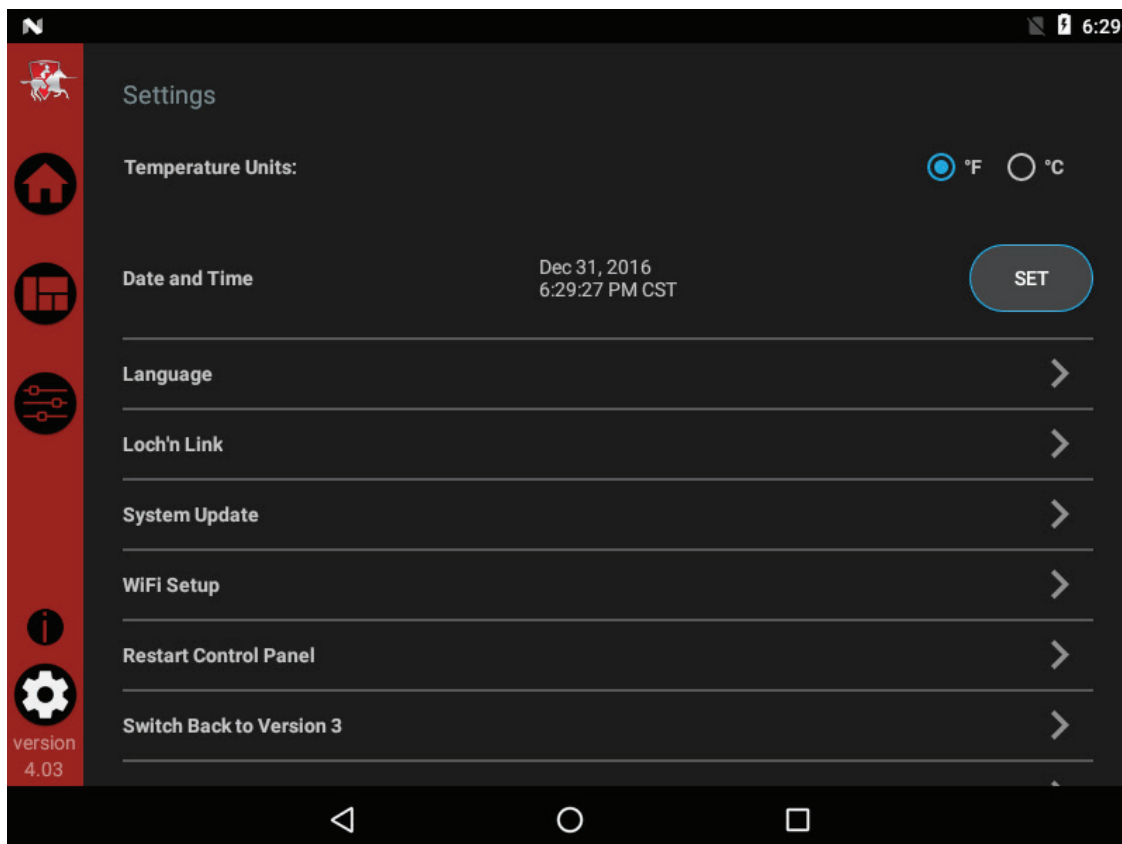 6:29
Settings
Temperature Units:
°F
°C
Date and Time
Dec 31, 2016
6:29:27 PM CST
SET
Language
Loch'n Link
System Update
WiFi Setup
Restart Control Panel
Switch Back to Version 3
version
4.03